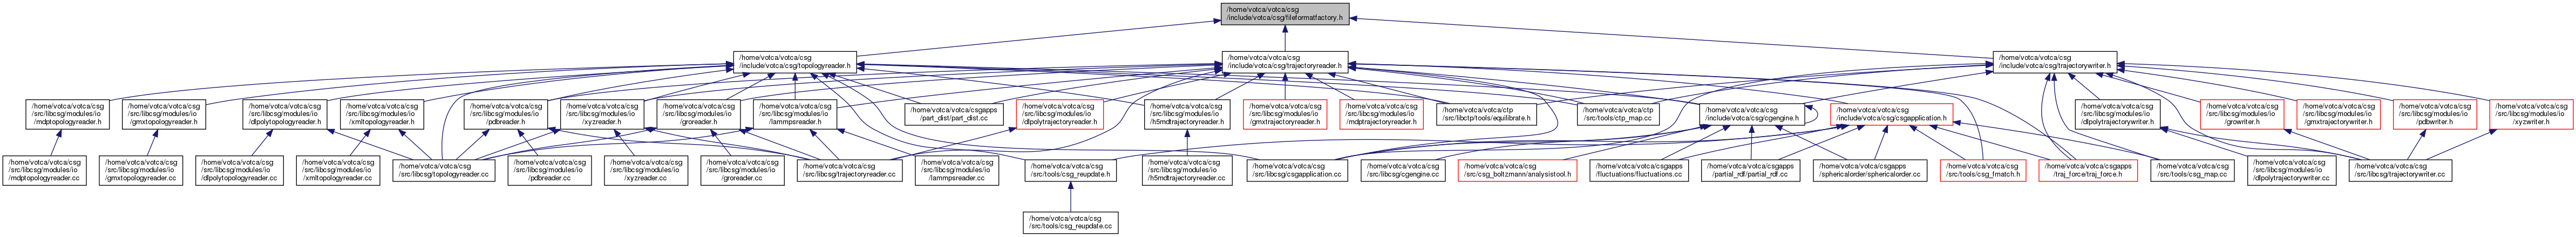 /home/votca/votca/csg
/include/votca/csg/fileformatfactory.h
/home/votca/votca/csg
/include/votca/csg/topologyreader.h
/home/votca/votca/csg
/include/votca/csg/trajectoryreader.h
/home/votca/votca/csg
/include/votca/csg/trajectorywriter.h
/home/votca/votca/csg
/src/libcsg/modules/io
/mdptopologyreader.h
/home/votca/votca/csg
/src/libcsg/modules/io
/gmxtopologyreader.h
/home/votca/votca/csg
/src/libcsg/modules/io
/dlpolytopologyreader.h
/home/votca/votca/csg
/src/libcsg/modules/io
/xmltopologyreader.h
/home/votca/votca/csg
/src/libcsg/modules/io
/pdbreader.h
/home/votca/votca/csg
/src/libcsg/modules/io
/xyzreader.h
/home/votca/votca/csg
/src/libcsg/modules/io
/groreader.h
/home/votca/votca/csg
/src/libcsg/modules/io
/lammpsreader.h
/home/votca/votca/csgapps
/part_dist/part_dist.cc
/home/votca/votca/csg
/src/libcsg/modules/io
/dlpolytrajectoryreader.h
/home/votca/votca/csg
/src/libcsg/modules/io
/h5mdtrajectoryreader.h
/home/votca/votca/csg
/src/libcsg/modules/io
/gmxtrajectoryreader.h
/home/votca/votca/csg
/src/libcsg/modules/io
/mdptrajectoryreader.h
/home/votca/votca/ctp
/src/libctp/tools/equilibrate.h
/home/votca/votca/ctp
/src/tools/ctp_map.cc
/home/votca/votca/csg
/include/votca/csg/cgengine.h
/home/votca/votca/csg
/include/votca/csg/csgapplication.h
/home/votca/votca/csg
/src/libcsg/modules/io
/dlpolytrajectorywriter.h
/home/votca/votca/csg
/src/libcsg/modules/io
/growriter.h
/home/votca/votca/csg
/src/libcsg/modules/io
/gmxtrajectorywriter.h
/home/votca/votca/csg
/src/libcsg/modules/io
/pdbwriter.h
/home/votca/votca/csg
/src/libcsg/modules/io
/xyzwriter.h
/home/votca/votca/csg
/src/libcsg/modules/io
/mdptopologyreader.cc
/home/votca/votca/csg
/src/libcsg/modules/io
/gmxtopologyreader.cc
/home/votca/votca/csg
/src/libcsg/modules/io
/dlpolytopologyreader.cc
/home/votca/votca/csg
/src/libcsg/modules/io
/xmltopologyreader.cc
/home/votca/votca/csg
/src/libcsg/topologyreader.cc
/home/votca/votca/csg
/src/libcsg/modules/io
/pdbreader.cc
/home/votca/votca/csg
/src/libcsg/modules/io
/xyzreader.cc
/home/votca/votca/csg
/src/libcsg/modules/io
/groreader.cc
/home/votca/votca/csg
/src/libcsg/trajectoryreader.cc
/home/votca/votca/csg
/src/libcsg/modules/io
/lammpsreader.cc
/home/votca/votca/csg
/src/tools/csg_reupdate.h
/home/votca/votca/csg
/src/libcsg/modules/io
/h5mdtrajectoryreader.cc
/home/votca/votca/csg
/src/libcsg/csgapplication.cc
/home/votca/votca/csg
/src/libcsg/cgengine.cc
/home/votca/votca/csg
/src/csg_boltzmann/analysistool.h
/home/votca/votca/csgapps
/fluctuations/fluctuations.cc
/home/votca/votca/csgapps
/partial_rdf/partial_rdf.cc
/home/votca/votca/csgapps
/sphericalorder/sphericalorder.cc
/home/votca/votca/csg
/src/tools/csg_fmatch.h
/home/votca/votca/csgapps
/traj_force/traj_force.h
/home/votca/votca/csg
/src/tools/csg_map.cc
/home/votca/votca/csg
/src/libcsg/modules/io
/dlpolytrajectorywriter.cc
/home/votca/votca/csg
/src/libcsg/trajectorywriter.cc
/home/votca/votca/csg
/src/tools/csg_reupdate.cc